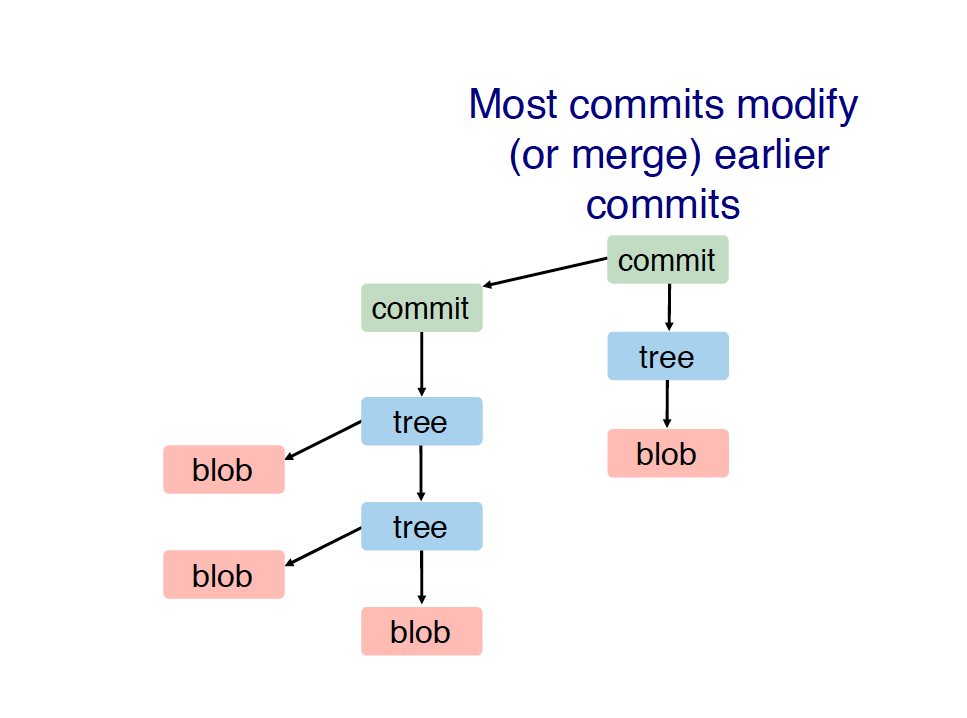 Most commits modify
(or merge) earlier
commits
commit
commit
tree
tree
blob
blob
tree
blob
blob